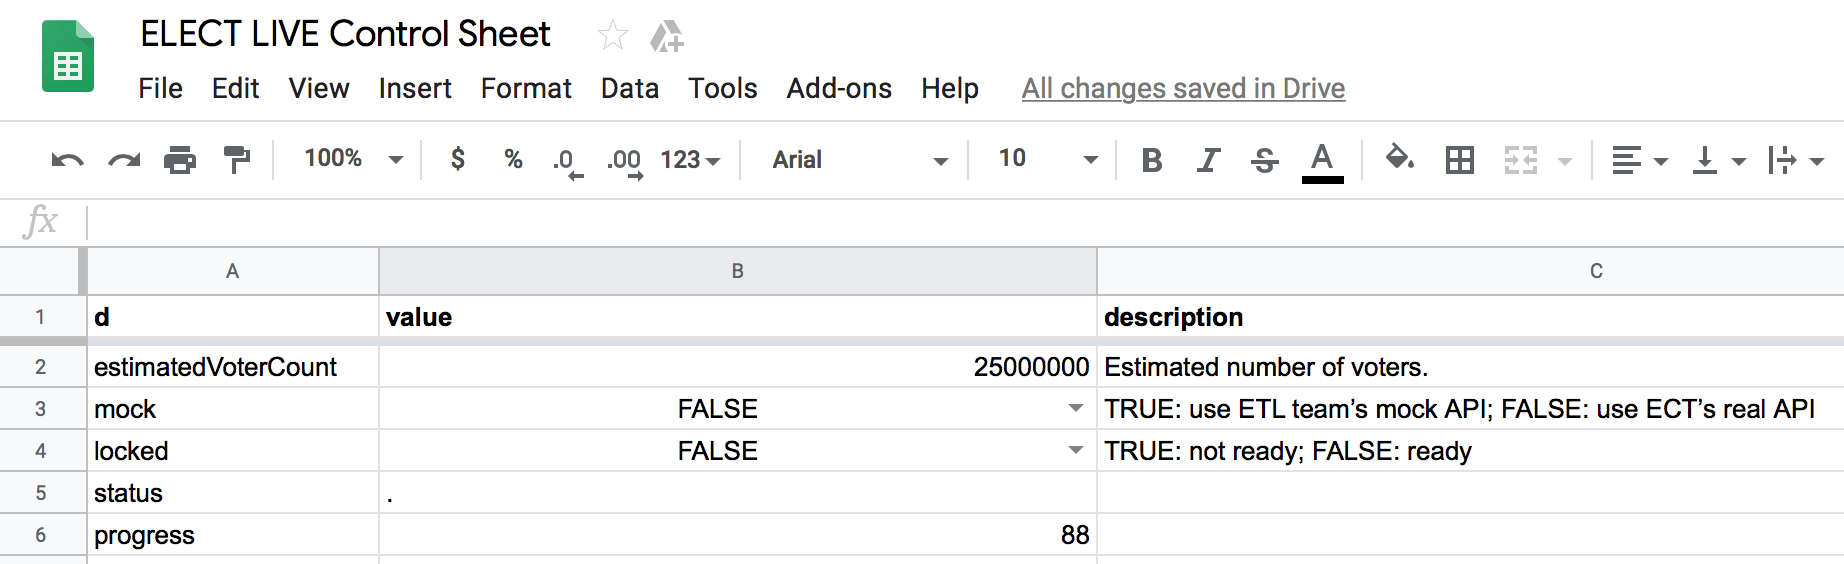 ELECT LIVE Control Sheet
File Edit View Insert Format Data Tools Add-ons Help All changes saved in Drive
100% $ % .0 .00 123 Arial 10 B I S A
fx
A B C
1 d value description
2 estimatedVoterCount 25000000 Estimated number of voters.
3 mock FALSE TRUE: use ETL team’s mock API; FALSE: use ECT’s real API
4 locked FALSE TRUE: not ready; FALSE: ready
5 status .
6 progress 88